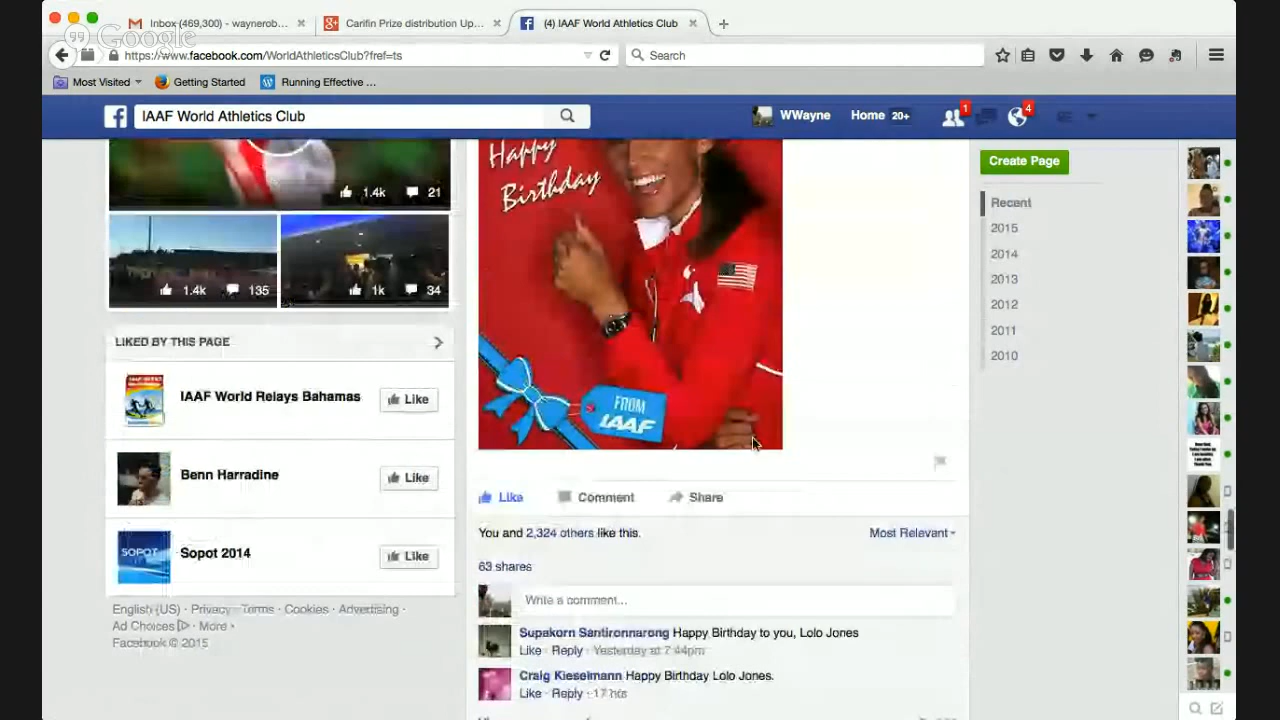 Inbox (469,300) - waynerob...
Carifin Prize distribution Up...
(4) IAAF World Athletics Club
Google
https://www.facebook.com/WorldAthleticsClub?fref=ts
Search
Most Visited
Getting Started
Running Effective ...
IAAF World Athletics Club
WWayne
Home 20+
1
4
Happy
Birthday
1.4k
21
1.4k
135
1k
34
FROM
IAAF
Create Page
Recent
2015
2014
2013
2012
2011
2010
LIKED BY THIS PAGE
IAAF World Relays Bahamas
Like
Benn Harradine
Like
SOPOT
Sopot 2014
Like
English (US) · Privacy · Terms · Cookies · Advertising ·
Ad Choices · More
Facebook © 2015
Like Comment Share
You and 2,324 others like this.
Most Relevant
63 shares
Write a comment...
Supakorn Santironnarong Happy Birthday to you, Lolo Jones
Like · Reply · Yesterday at 7:44pm
Craig Kieselmann Happy Birthday Lolo Jones.
Like · Reply · 17 hrs